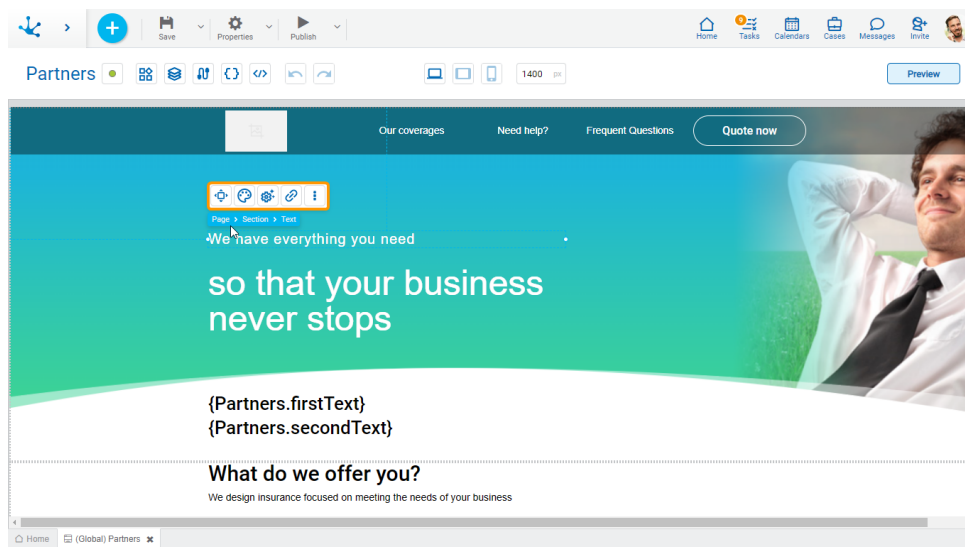 Save
Properties
Publish
Home
9
Tasks
Calendars
Cases
Messages
Invite
Partners
1400 px
Preview
Our coverages
Need help?
Frequent Questions
Quote now
Page > Section > Text
We have everything you need
so that your business
never stops
{Partners.firstText}
{Partners.secondText}
What do we offer you?
We design insurance focused on meeting the needs of your business
Home
(Global) Partners